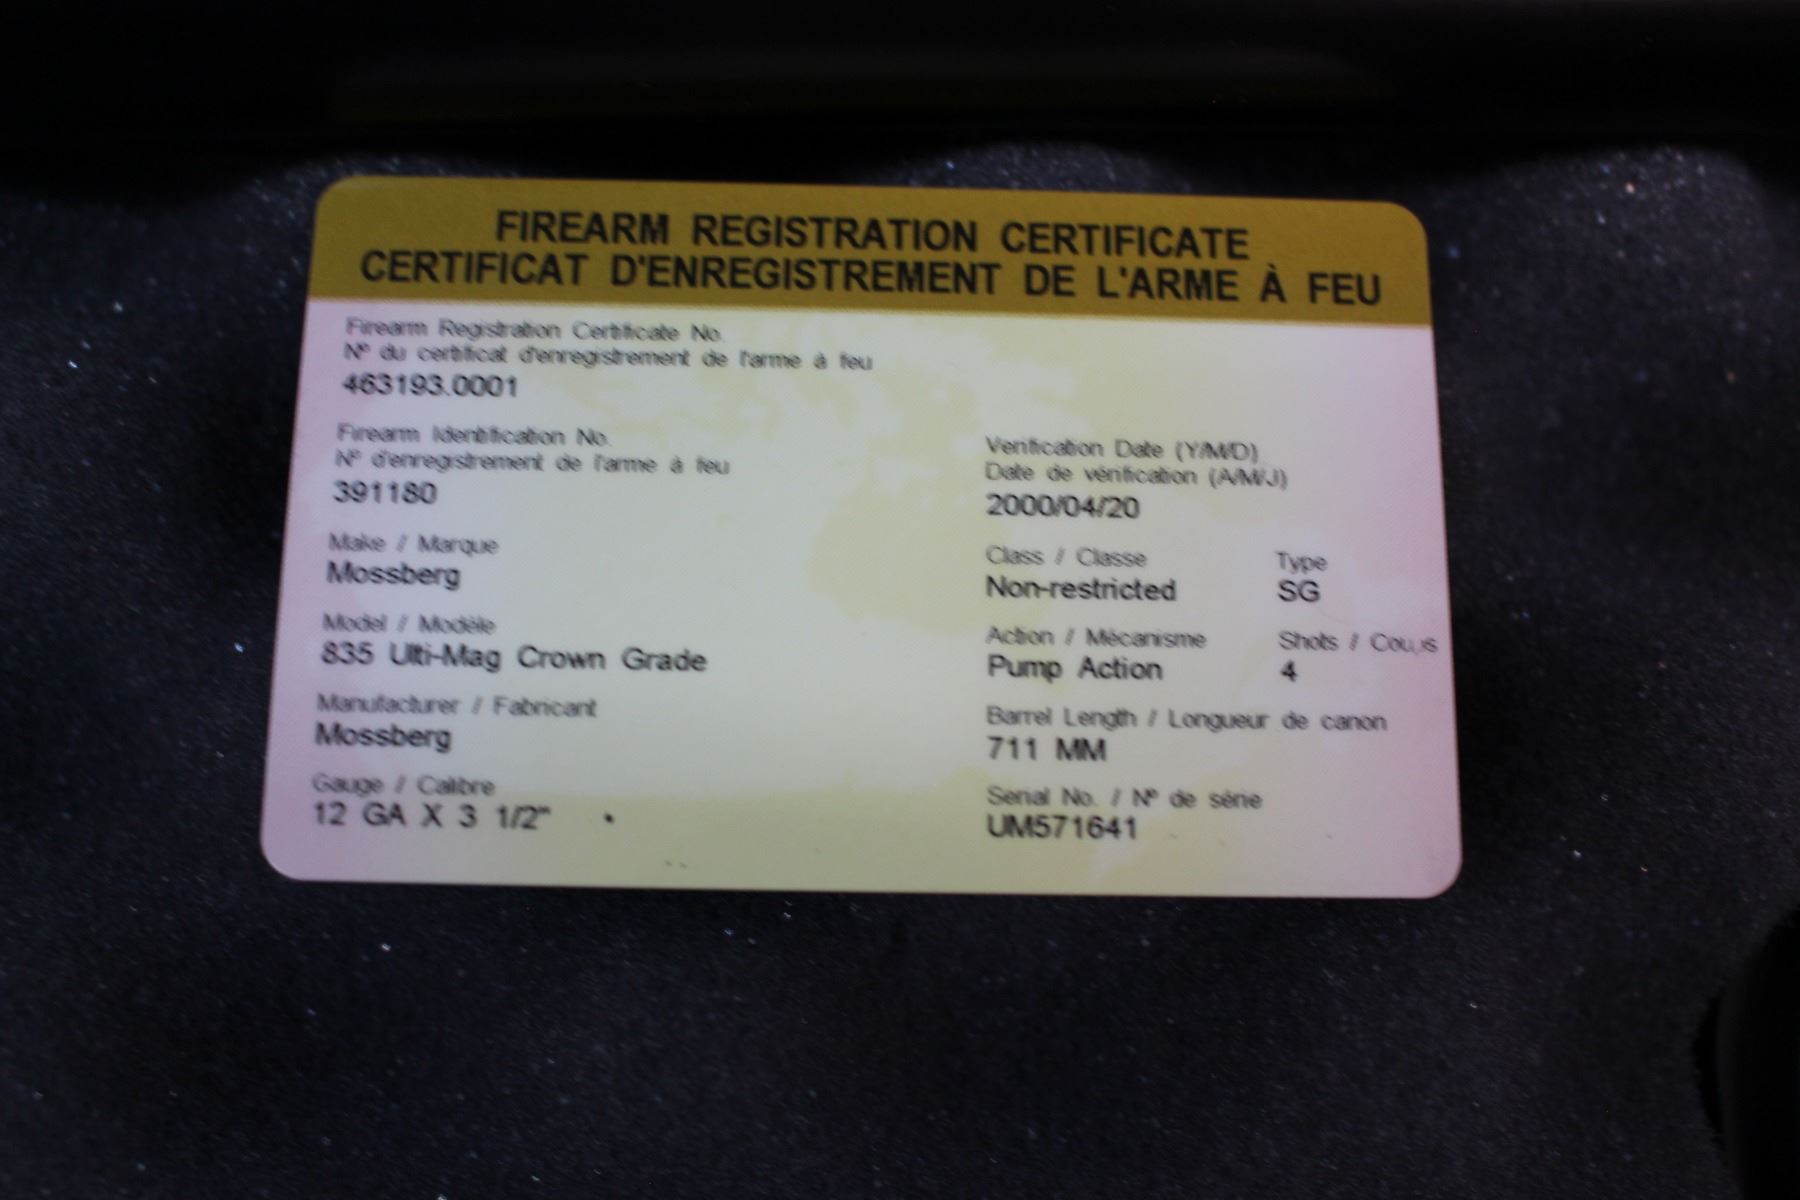 FIREARM REGISTRATION CERTIFICATE
CERTIFICAT D'ENREGISTREMENT DE L'ARME À FEU
Firearm Registration Certificate No.
Nº du certificat d'enregistrement de l'arme à feu
463193.0001
Firearm Identification No.
Nº d'enregistrement de l'arme à feu
391180
Verification Date (Y/M/D)
Date de vérification (A/M/J)
2000/04/20
Make / Marque
Mossberg
Class / Classe
Non-restricted
Type
SG
Model / Modèle
835 Ulti-Mag Crown Grade
Action / Mécanisme
Pump Action
Shots / Coups
4
Manufacturer / Fabricant
Mossberg
Barrel Length / Longueur de canon
711 MM
Gauge / Calibre
12 GA X 3 1/2"
Serial No. / Nº de série
UM571641